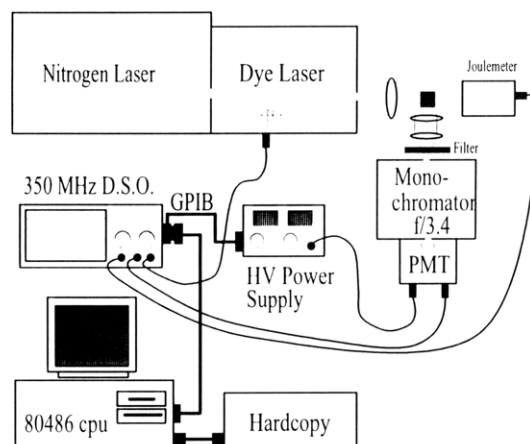 Nitrogen Laser
Dye Laser
Joulemeter
Filter
350 MHz D.S.O.
GPIB
Mono-
chromator
f/3.4
HV Power
Supply
PMT
80486 cpu
Hardcopy